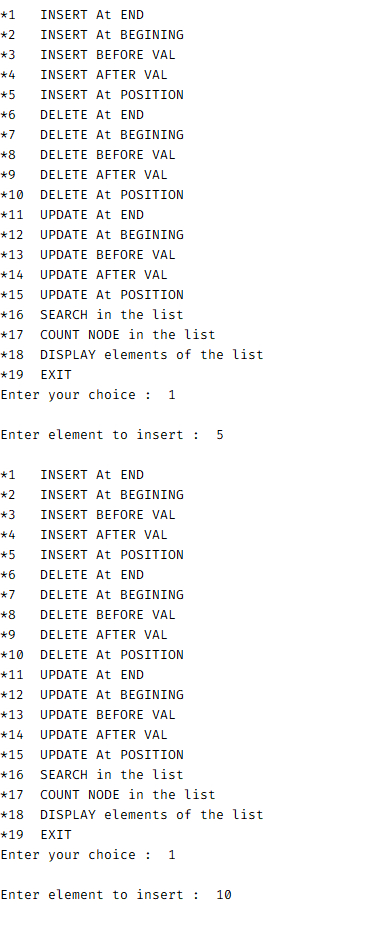 *1   INSERT At END
*2   INSERT At BEGINING
*3   INSERT BEFORE VAL
*4   INSERT AFTER VAL
*5   INSERT At POSITION
*6   DELETE At END
*7   DELETE At BEGINING
*8   DELETE BEFORE VAL
*9   DELETE AFTER VAL
*10  DELETE At POSITION
*11  UPDATE At END
*12  UPDATE At BEGINING
*13  UPDATE BEFORE VAL
*14  UPDATE AFTER VAL
*15  UPDATE At POSITION
*16  SEARCH in the list
*17  COUNT NODE in the list
*18  DISPLAY elements of the list
*19  EXIT
Enter your choice :  1
Enter element to insert :  5
*1   INSERT At END
*2   INSERT At BEGINING
*3   INSERT BEFORE VAL
*4   INSERT AFTER VAL
*5   INSERT At POSITION
*6   DELETE At END
*7   DELETE At BEGINING
*8   DELETE BEFORE VAL
*9   DELETE AFTER VAL
*10  DELETE At POSITION
*11  UPDATE At END
*12  UPDATE At BEGINING
*13  UPDATE BEFORE VAL
*14  UPDATE AFTER VAL
*15  UPDATE At POSITION
*16  SEARCH in the list
*17  COUNT NODE in the list
*18  DISPLAY elements of the list
*19  EXIT
Enter your choice :  1
Enter element to insert :  10